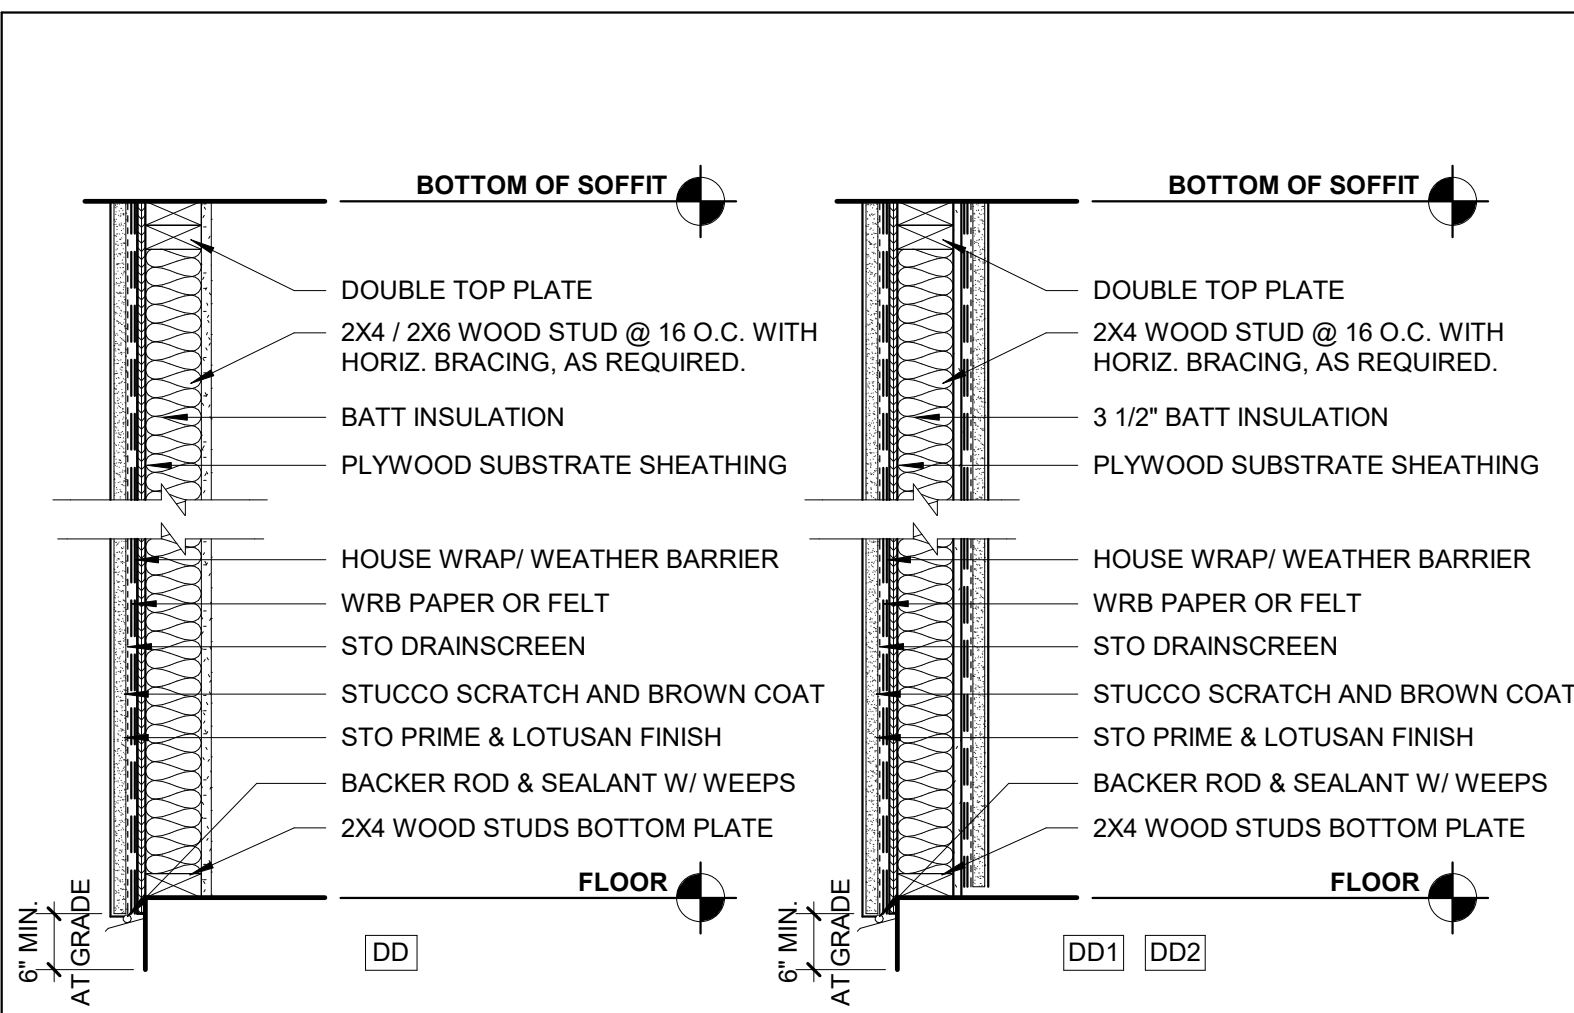 BOTTOM OF SOFFIT
DOUBLE TOP PLATE
2X4 / 2X6 WOOD STUD @ 16 O.C. WITH
HORIZ. BRACING, AS REQUIRED.
BATT INSULATION
PLYWOOD SUBSTRATE SHEATHING
HOUSE WRAP/ WEATHER BARRIER
WRB PAPER OR FELT
STO DRAINSCREEN
STUCCO SCRATCH AND BROWN COAT
STO PRIME & LOTUSAN FINISH
BACKER ROD & SEALANT W/ WEEPS
2X4 WOOD STUDS BOTTOM PLATE
FLOOR
6" MIN.
AT GRADE
DD
BOTTOM OF SOFFIT
DOUBLE TOP PLATE
2X4 WOOD STUD @ 16 O.C. WITH
HORIZ. BRACING, AS REQUIRED.
3 1/2" BATT INSULATION
PLYWOOD SUBSTRATE SHEATHING
HOUSE WRAP/ WEATHER BARRIER
WRB PAPER OR FELT
STO DRAINSCREEN
STUCCO SCRATCH AND BROWN COAT
STO PRIME & LOTUSAN FINISH
BACKER ROD & SEALANT W/ WEEPS
2X4 WOOD STUDS BOTTOM PLATE
FLOOR
6" MIN.
AT GRADE
DD1 DD2